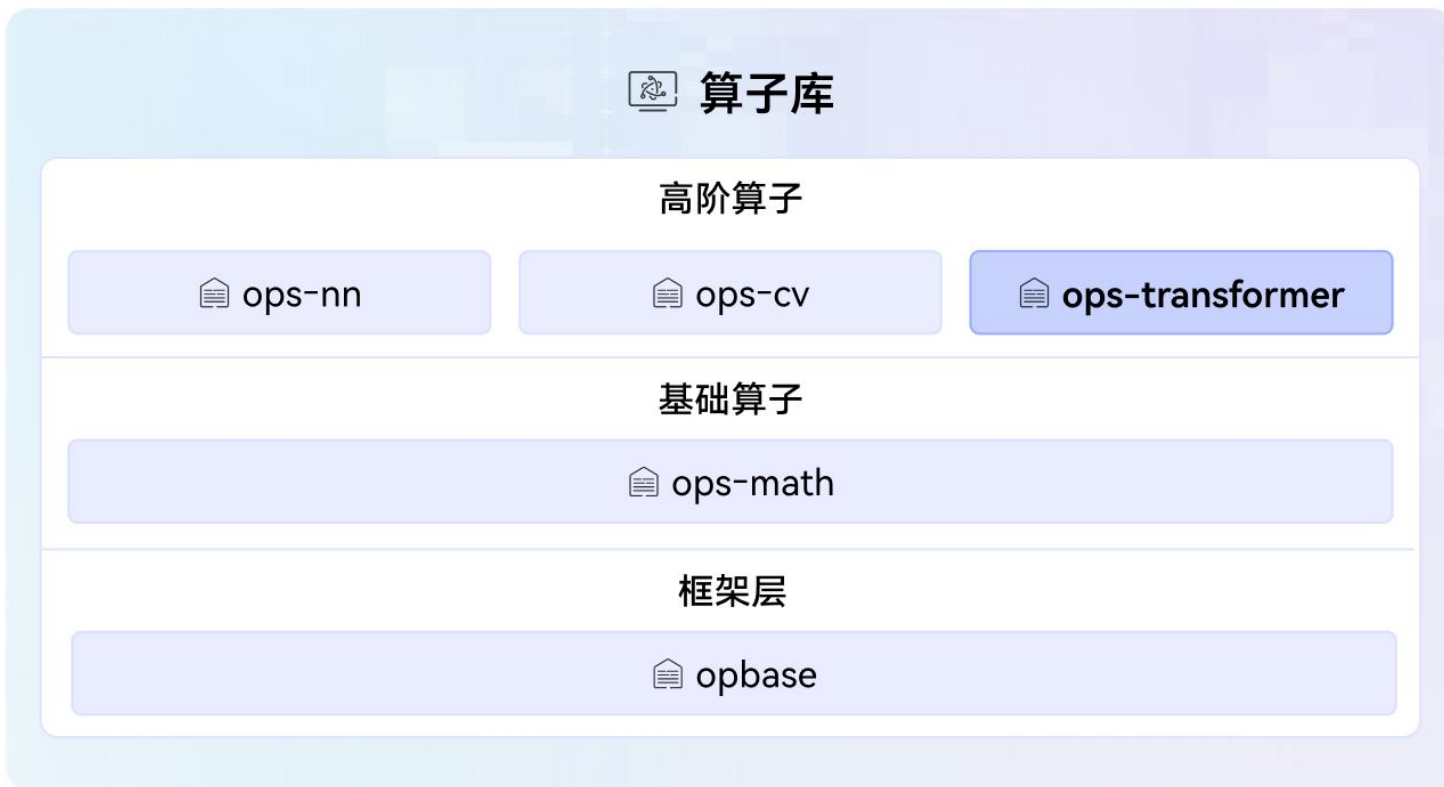 算子库
高阶算子
ops-nn
ops-cv
ops-transformer
基础算子
ops-math
框架层
opbase